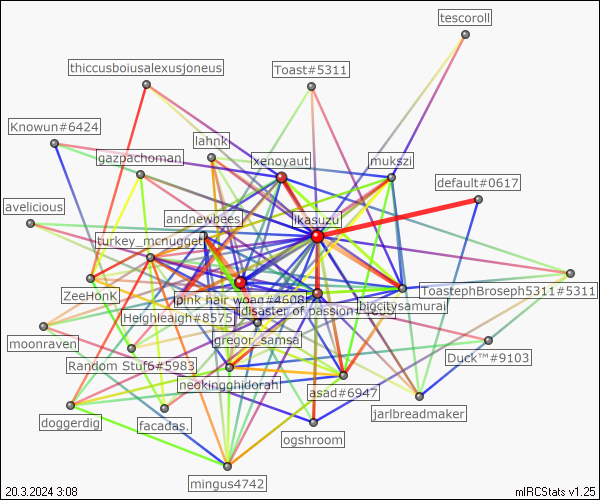 tescoroll
thiccusboiusalexusjoneus
Toast#5311
Knowun#6424
lahnk
gazpachoman
xenoyaut
mukszi
default#0617
avelicious
andnewbees
ikasuzu
turkey_mcnugget
ZeeHonk
pink hair woag#4608
ToastephBroseph5311#5311
Heighleaigh#8575
disaster of passion
bigcitysamurai
moonraven
gregor_samsa
Random Stuf6#5983
Duck™#9103
neokingghidorah
asad#6947
doggerdig
facadas.
jarlbreadmaker
ogshroom
mingus4742
20.3.2024 3:08
mIRCStats v1.25